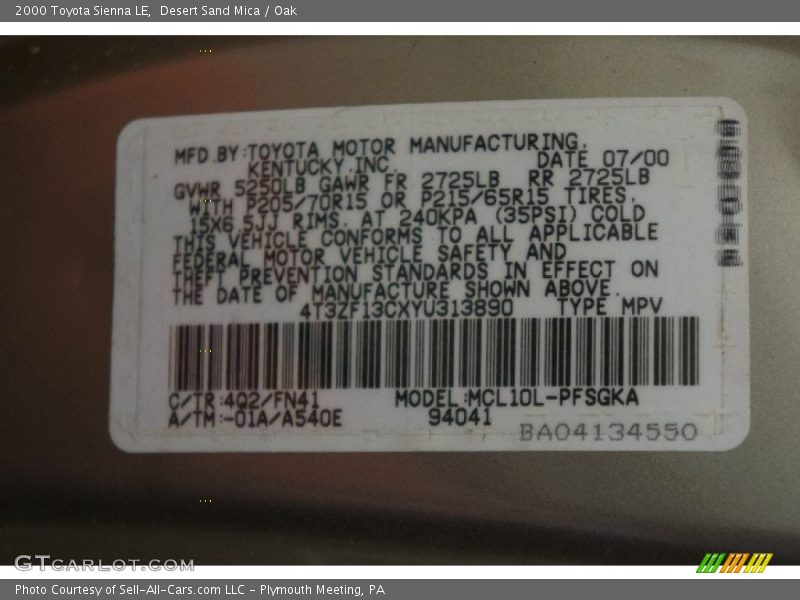 2000 Toyota Sienna LE, Desert Sand Mica / Oak
MFD.BY:TOYOTA MOTOR MANUFACTURING,
KENTUCKY,INC. DATE 07/00
GVWR 5250LB GAWR FR 2725LB RR 2725LB
WITH P205/70R15 OR P215/65R15 TIRES,
15X6.5JJ RIMS, AT 240KPA (35PSI) COLD
THIS VEHICLE CONFORMS TO ALL APPLICABLE
FEDERAL MOTOR VEHICLE SAFETY AND
THEFT PREVENTION STANDARDS IN EFFECT ON
THE DATE OF MANUFACTURE SHOWN ABOVE.
4T3ZF13CXYU313890 TYPE MPV
C/TR:4Q2/FN41 MODEL:MCL10L-PFSGKA
A/TM:-01A/A540E 94041
BA04134550
GTCARLOT.COM
Photo Courtesy of Sell-All-Cars.com LLC - Plymouth Meeting, PA